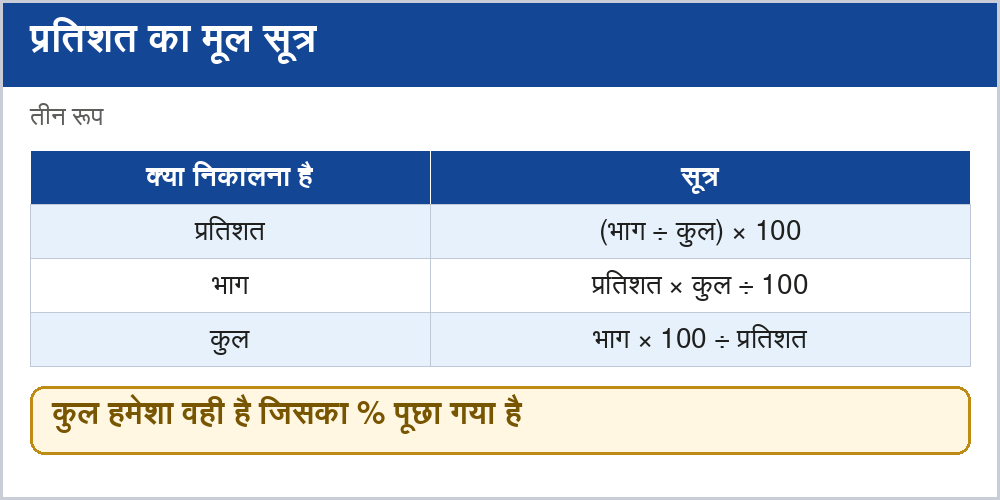 प्रतिशत का मूल सूत्र
तीन रूप
क्या निकालना है सूत्र
प्रतिशत (भाग ÷ कुल) × 100
भाग प्रतिशत × कुल ÷ 100
कुल भाग × 100 ÷ प्रतिशत
कुल हमेशा वही है जिसका % पूछा गया है